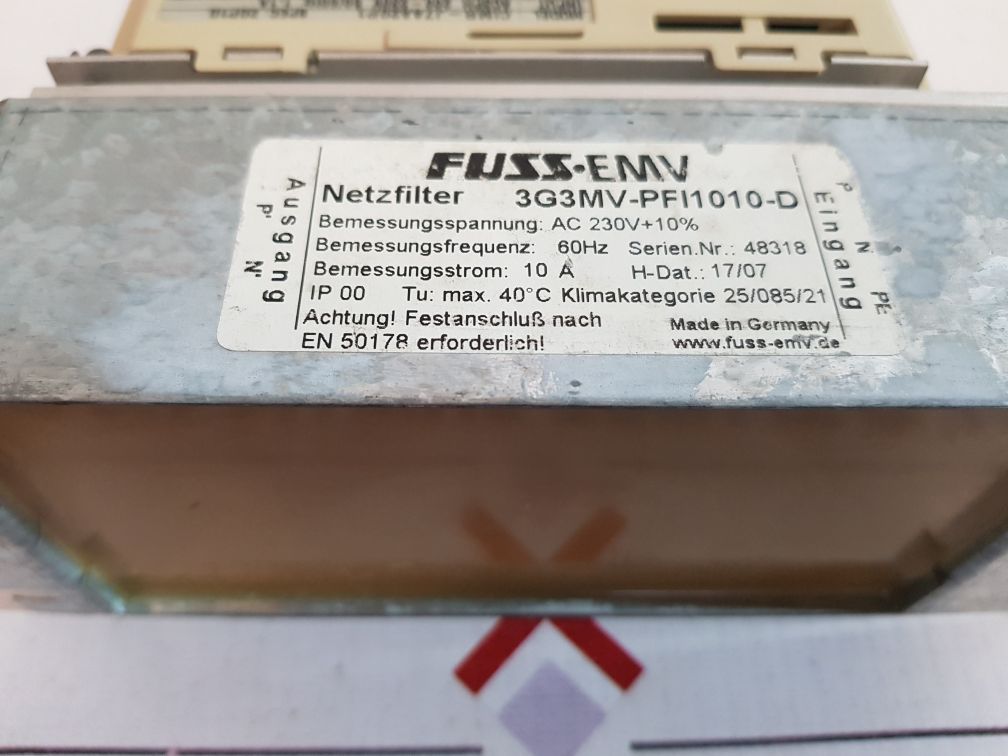 FUSS-EMV
Netzfilter 3G3MV-PFI1010-D
Bemessungsspannung: AC 230V+10%
Bemessungsfrequenz: 60Hz Serien.Nr.: 48318
Bemessungsstrom: 10 A H-Dat.: 17/07
IP 00 Tu: max. 40°C Klimakategorie 25/085/21
Achtung! Festanschluß nach
EN 50178 erforderlich!
Made in Germany
www.fuss-emv.de
Ausgang
P' N'
Eingang
P N PE